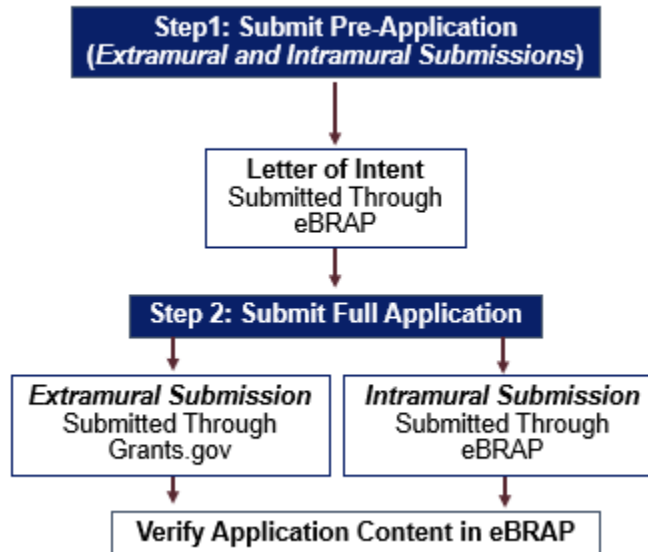 Step1: Submit Pre-Application
(Extramural and Intramural Submissions)
Letter of Intent
Submitted Through
eBRAP
Step 2: Submit Full Application
Extramural Submission
Submitted Through
Grants.gov
Intramural Submission
Submitted Through
eBRAP
Verify Application Content in eBRAP